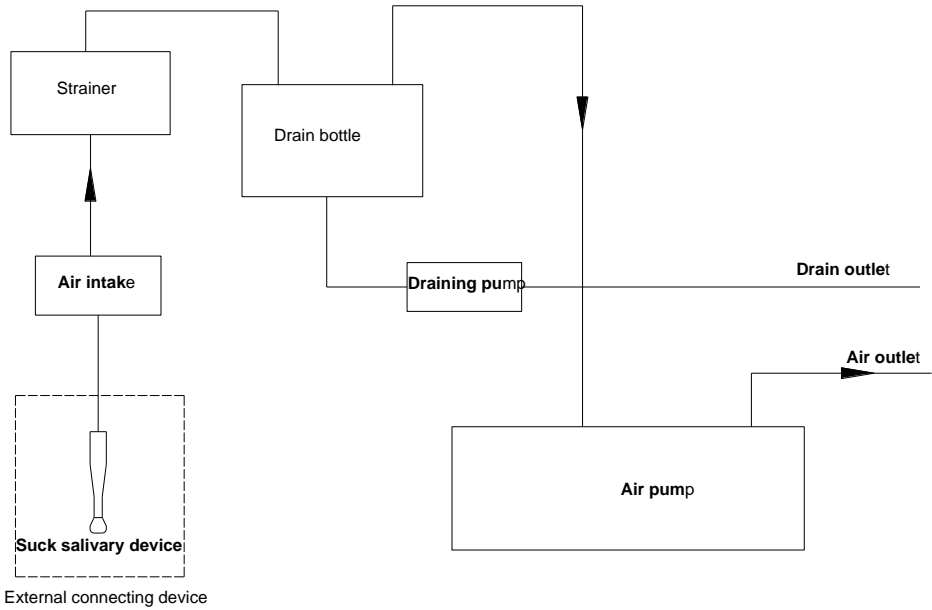 Strainer
Drain bottle
Air intake
Draining pump
Drain outlet
Air outlet
Air pump
Suck salivary device
External connecting device